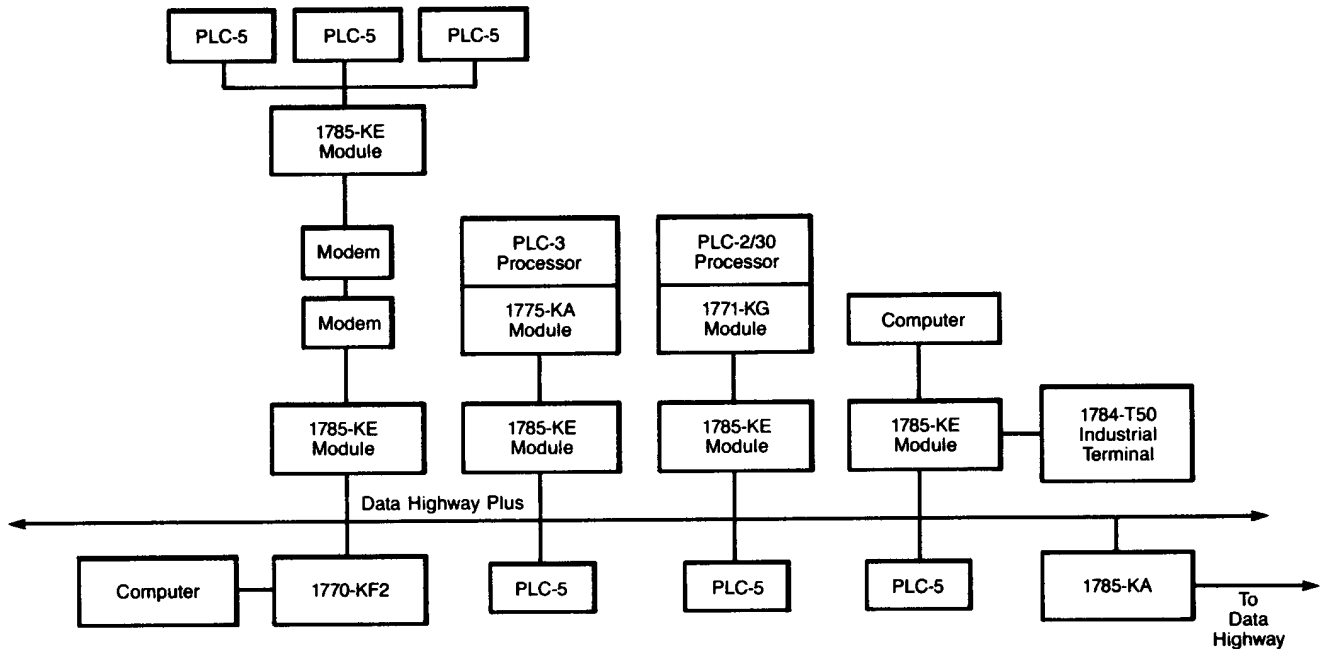 PLC-5
PLC-5
PLC-5
1785-KE
Module
Modem
Modem
PLC-3
Processor
1775-KA
Module
PLC-2/30
Processor
1771-KG
Module
Computer
1785-KE
Module
1785-KE
Module
1785-KE
Module
1785-KE
Module
1784-T50
Industrial
Terminal
Data Highway Plus
Computer
1770-KF2
PLC-5
PLC-5
PLC-5
1785-KA
To
Data
Highway